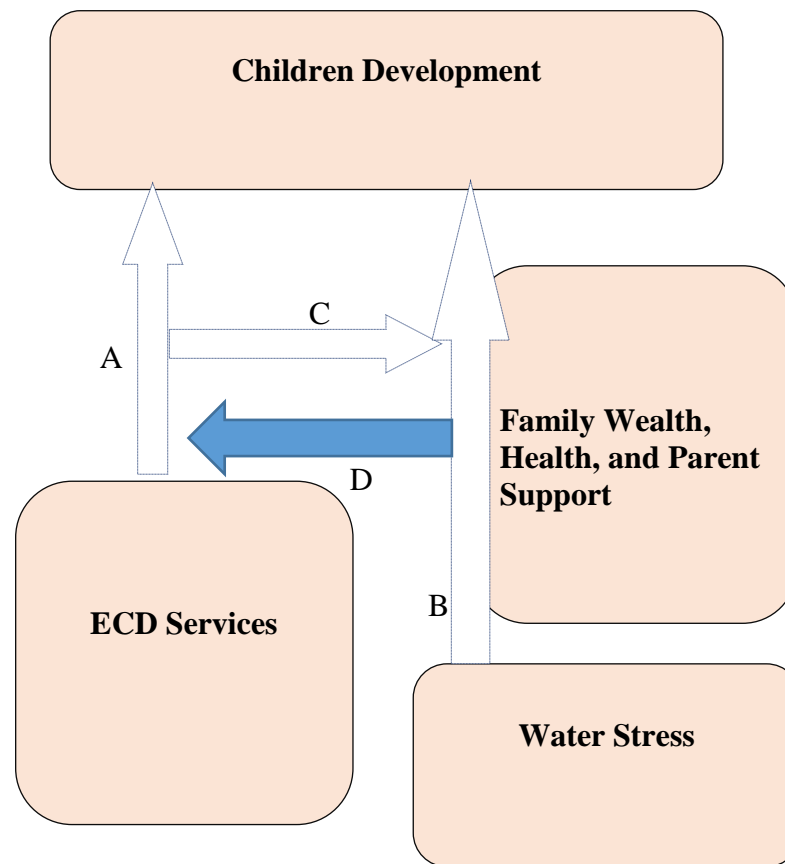 Children Development
C
A
Family Wealth,
Health, and Parent
Support
D
B
ECD Services
Water Stress